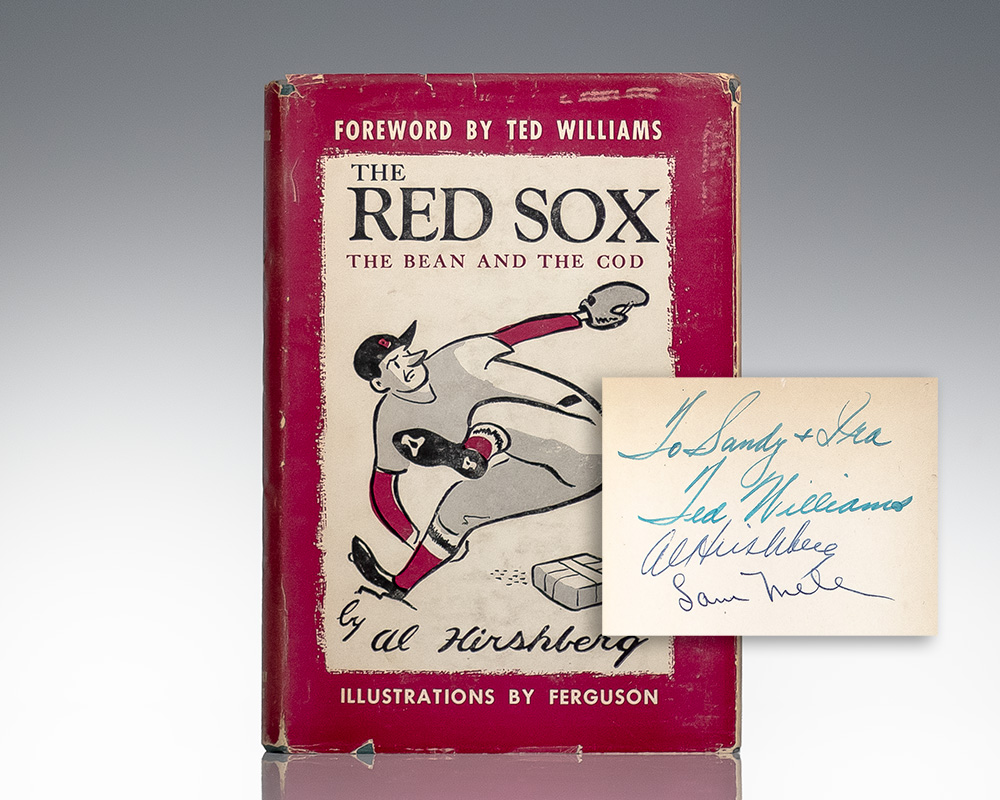 FOREWORD BY TED WILLIAMS
THE
RED SOX
THE BEAN AND THE COD
B
by Al Hirshberg
ILLUSTRATIONS BY FERGUSON
To Sandy + Ira
Ted Williams
Al Hirshberg
Sam Mele